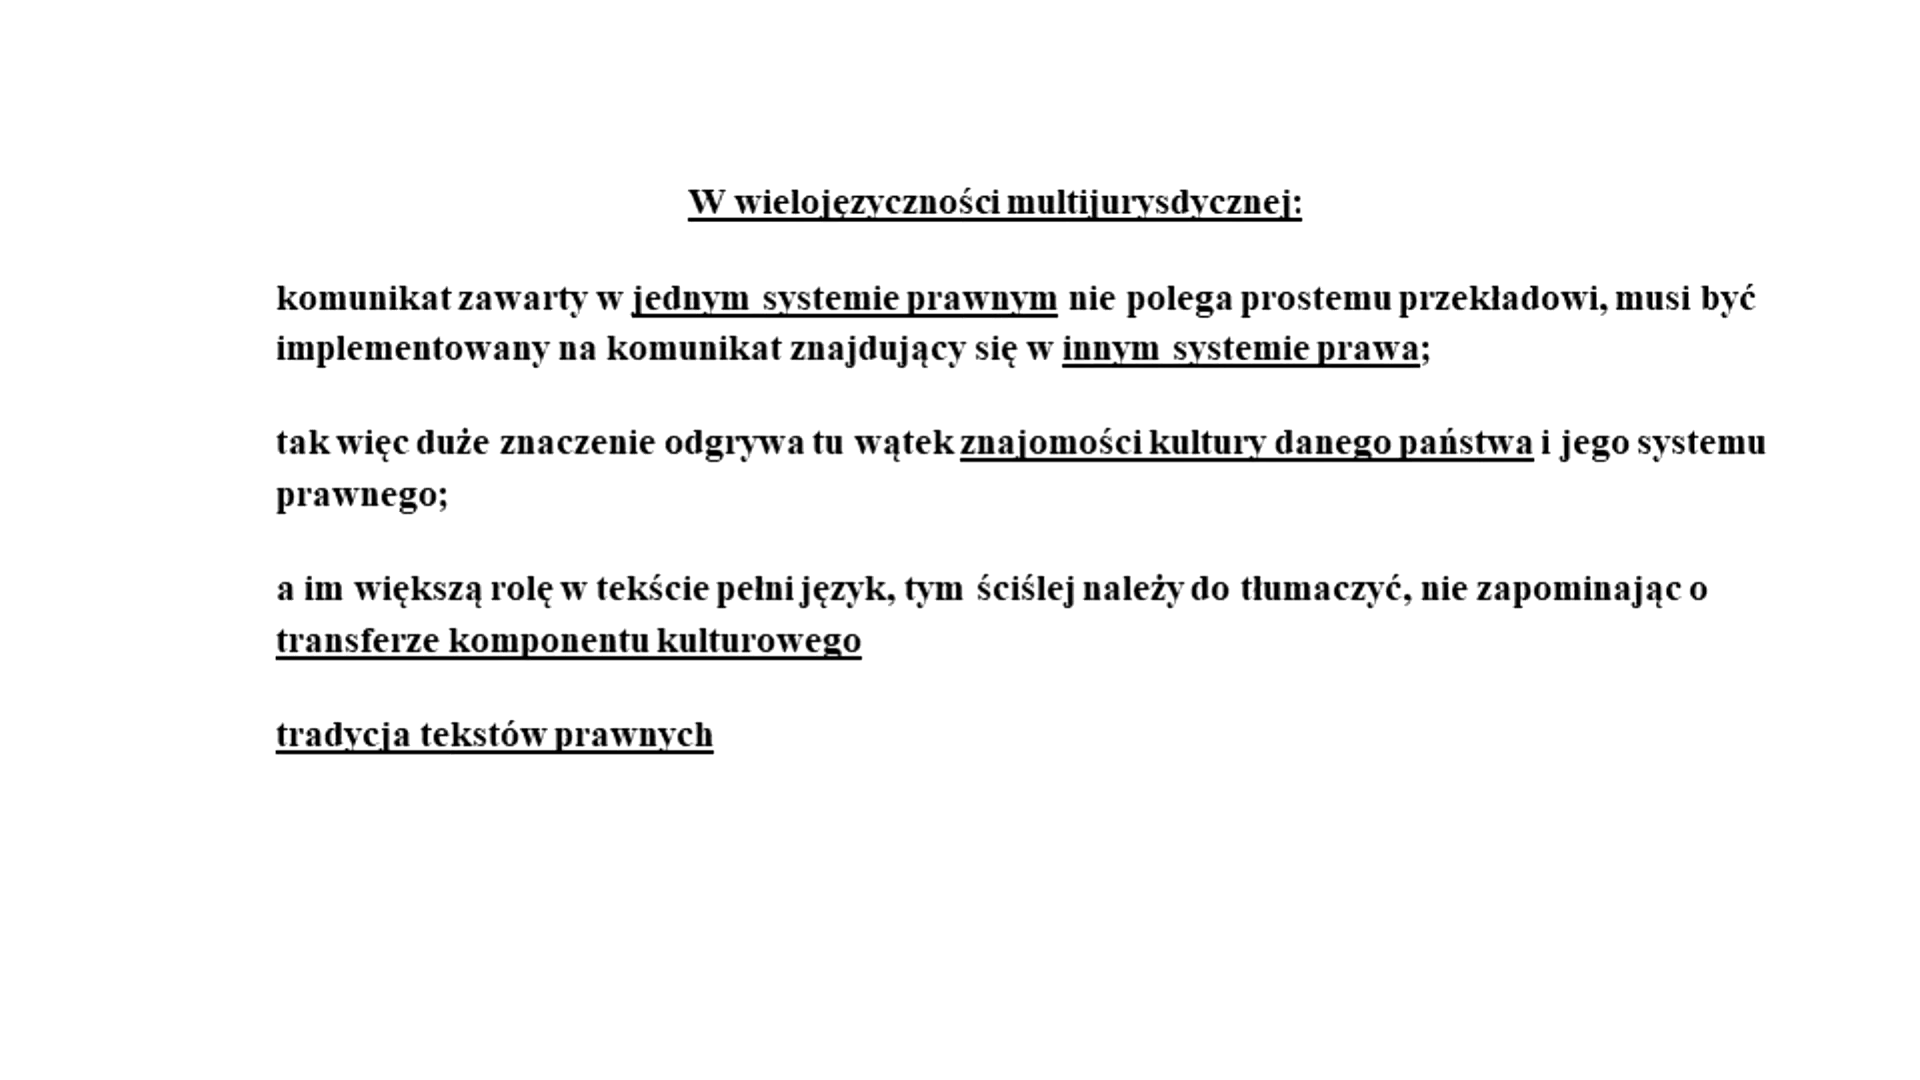 W wielojęzyczności multijurysdycznej:
komunikat zawarty w jednym systemie prawnym nie polega prostemu przekładowi, musi być
implementowany na komunikat znajdujący się w innym systemie prawa;
tak więc duże znaczenie odgrywa tu wątek znajomości kultury danego państwa i jego systemu
prawnego;
a im większą rolę w tekście pełni język, tym ściślej należy do tłumaczyć, nie zapominając o
transferze komponentu kulturowego
tradycja tekstów prawnych